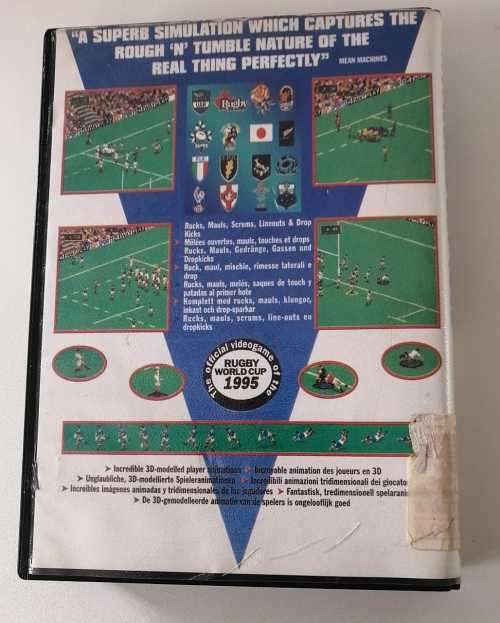 "A SUPERB SIMULATION WHICH CAPTURES THE
ROUGH 'N' TUMBLE NATURE OF THE
REAL THING PERFECTLY" MEAN MACHINES
Rugby
Rucks, Mauls, Scrums, Lineouts & Drop
Kicks
➤ Mêlées ouvertes, mauls, touches et drops
Rucks, Mauls, Gedränge, Gassen und
Dropkicks
➤ Ruck, maul, mischie, rimesse laterali e
drop
➤ Rucks, mauls, melés, saques de touch y
patadas al primer bote
➤ Komplett med rucks, mauls, klungor,
inkast och drop-sparkar
➤ Rucks, mauls, scrums, line-outs en
dropkicks
The official videogame of the
RUGBY
WORLD CUP
1995
➤ Incredible 3D-modelled player animations ➤ Incroyable animation des joueurs en 3D
➤ Unglaubliche, 3D-modellierte Spieleranimationen ➤ Incredibili animazioni tridimensionali dei giocatori
➤ Increíbles imágenes animadas y tridimensionales de los jugadores ➤ Fantastisk, tredimensionell
➤ De 3D-gemodelleerde animatie van de spelers is ongelooflijk goed